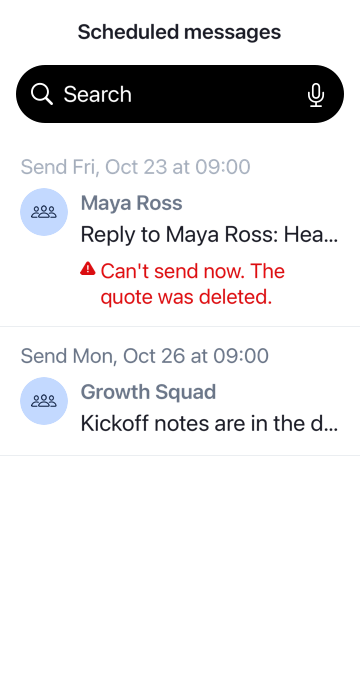 Scheduled messages
Search
Send Fri, Oct 23 at 09:00
Maya Ross
Reply to Maya Ross: Hea...
Can't send now. The
quote was deleted.
Send Mon, Oct 26 at 09:00
Growth Squad
Kickoff notes are in the d...